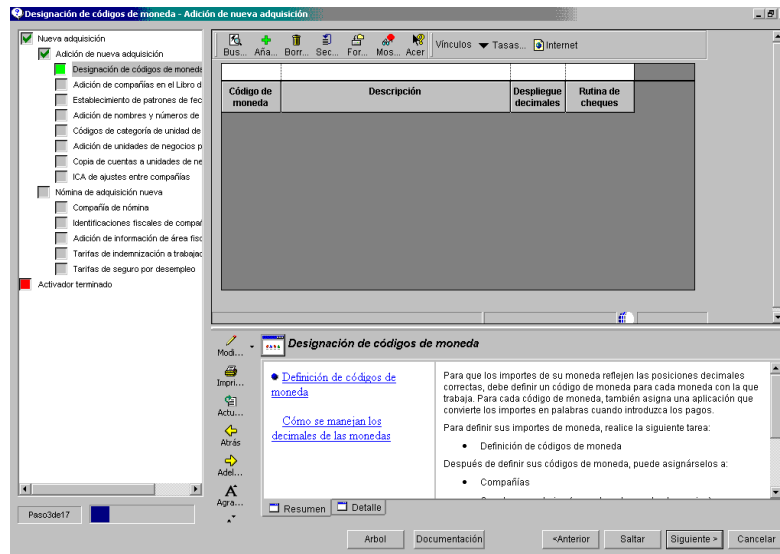 Designación de códigos de moneda - Adición de nueva adquisición
Nueva adquisición
Adición de nueva adquisición
Designación de códigos de moneda
Adición de compañías en el Libro d
Establecimiento de patrones de fec
Adición de nombres y números de
Códigos de categoría de unidad de
Adición de unidades de negocios p
Copia de cuentas a unidades de ne
ICA de ajustes entre compañías
Nómina de adquisición nueva
Compañía de nómina
Identificaciones fiscales de compañ
Adición de información de área fisc
Tarifas de indemnización a trabajad
Tarifas de seguro por desempleo
Activador terminado
Paso3de17
Bus... Aña... Borr... Sec... For... Mos... Acer
Vínculos Tasas... Internet
Código de moneda
Descripción
Despliegue decimales
Rutina de cheques
Modi...
Impri...
Actu...
Atrás
Adel...
Agra...
Designación de códigos de moneda
Definición de códigos de
moneda
Cómo se manejan los
decimales de las monedas
Para que los importes de su moneda reflejen las posiciones decimales
correctas, debe definir un código de moneda para cada moneda con la que
trabaja. Para cada código de moneda, también asigna una aplicación que
convierte los importes en palabras cuando introduzca los pagos.
Para definir sus importes de moneda, realice la siguiente tarea:
• Definición de códigos de moneda
Después de definir sus códigos de moneda, puede asignárselos a:
• Compañías
Resumen Detalle
Arbol Documentación <Anterior Saltar Siguiente > Cancelar